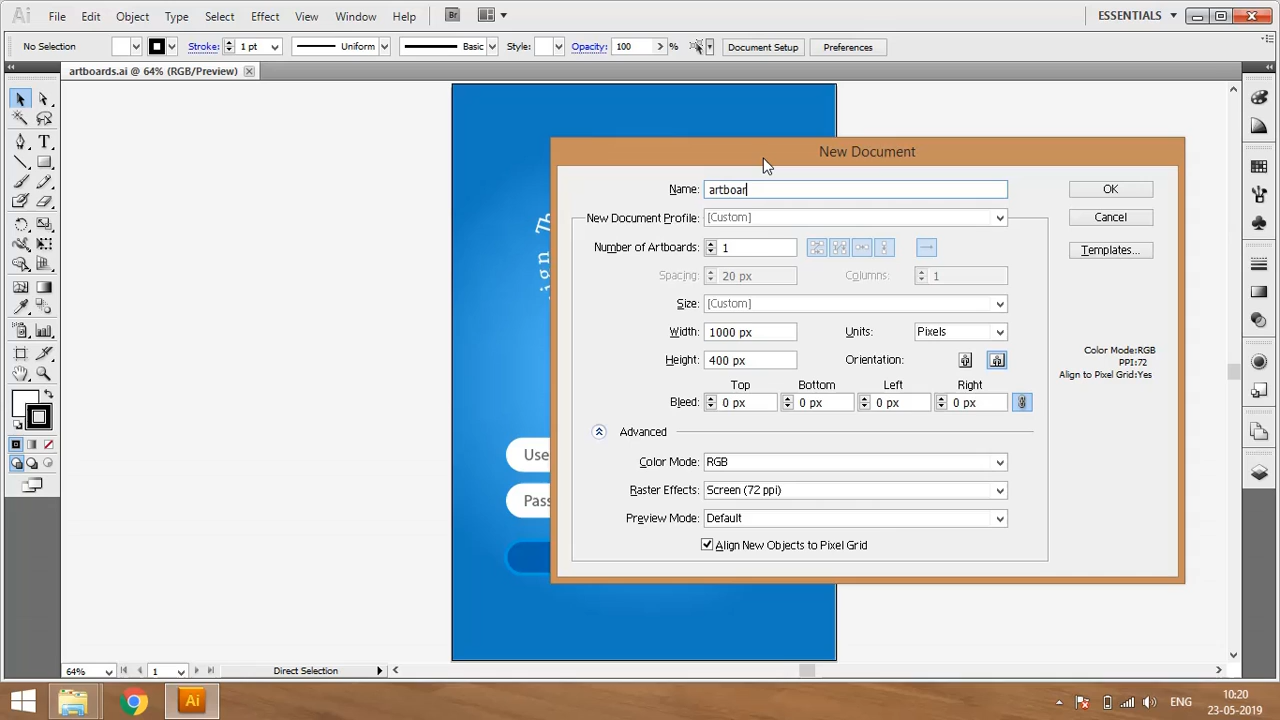 Ai File Edit Object Type Select Effect View Window Help Br ESSENTIALS
No Selection Stroke: 1 pt Uniform Basic Style: Opacity: 100 % Document Setup Preferences
artboards.ai @ 64% (RGB/Preview)
New Document
Name: artboar OK
New Document Profile: [Custom] Cancel
Number of Artboards: 1 Templates...
Spacing: 20 px Columns: 1
Size: [Custom]
Width: 1000 px Units: Pixels
Height: 400 px Orientation:
Color Mode:RGB
PPI:72
Align to Pixel Grid:Yes
Top Bottom Left Right
Bleed: 0 px 0 px 0 px 0 px
Advanced
Color Mode: RGB
Raster Effects: Screen (72 ppi)
Preview Mode: Default
Align New Objects to Pixel Grid
Th
ign
Use
Pass
64% 1 Direct Selection
Ai ENG 10:20
23-05-2019